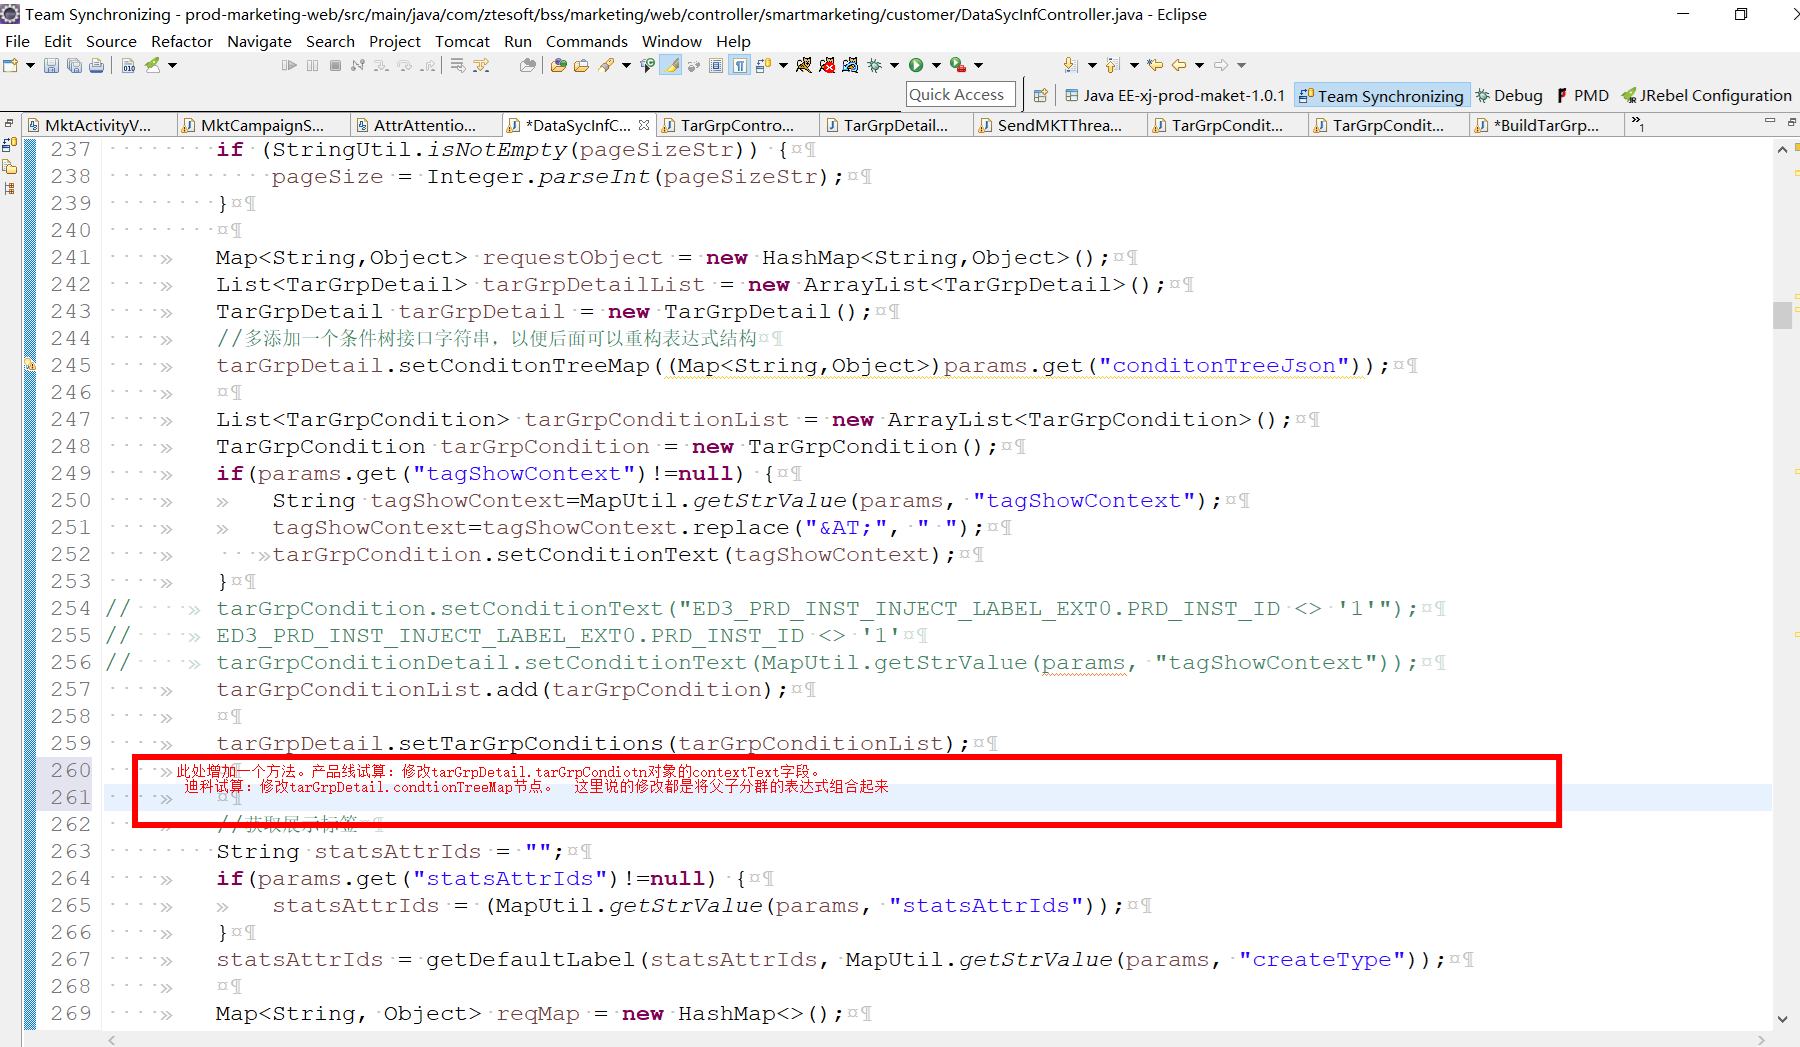 Team Synchronizing - prod-marketing-web/src/main/java/com/ztesoft/bss/marketing/web/controller/smartmarketing/customer/DataSycInfController.java - Eclipse
File Edit Source Refactor Navigate Search Project Tomcat Run Commands Window Help
Quick Access Java EE-xj-prod-maket-1.0.1 Team Synchronizing Debug PMD JRebel Configuration
MktActivityV... MktCampaignS... AttrAttentio... *DataSycInfC... TarGrpContro... TarGrpDetail... SendMKTThrea... TarGrpCondit... TarGrpCondit... *BuildTarGrp... »1
237 if (StringUtil.isNotEmpty(pageSizeStr)) {
238 pageSize = Integer.parseInt(pageSizeStr);
239 }
240
241 Map<String,Object> requestObject = new HashMap<String,Object>();
242 List<TarGrpDetail> tarGrpDetailList = new ArrayList<TarGrpDetail>();
243 TarGrpDetail tarGrpDetail = new TarGrpDetail();
244 //多添加一个条件树接口字符串，以便后面可以重构表达式结构
245 tarGrpDetail.setConditonTreeMap((Map<String,Object>)params.get("conditonTreeJson"));
246
247 List<TarGrpCondition> tarGrpConditionList = new ArrayList<TarGrpCondition>();
248 TarGrpCondition tarGrpCondition = new TarGrpCondition();
249 if(params.get("tagShowContext")!=null) {
250 String tagShowContext=MapUtil.getStrValue(params, "tagShowContext");
251 tagShowContext=tagShowContext.replace("&AT;", " ");
252 tarGrpCondition.setConditionText(tagShowContext);
253 }
254 // tarGrpCondition.setConditionText("ED3_PRD_INST_INJECT_LABEL_EXT0.PRD_INST_ID <> '1'");
255 // ED3_PRD_INST_INJECT_LABEL_EXT0.PRD_INST_ID <> '1'
256 // tarGrpConditionDetail.setConditionText(MapUtil.getStrValue(params, "tagShowContext"));
257 tarGrpConditionList.add(tarGrpCondition);
258
259 tarGrpDetail.setTarGrpConditions(tarGrpConditionList);
260 此处增加一个方法。产品线试算：修改tarGrpDetail.tarGrpCondiotn对象的contextText字段。
261 迪科试算：修改tarGrpDetail.condtionTreeMap节点。 这里说的修改都是将父子分群的表达式组合起来
262 //获取展示标签
263 String statsAttrIds = "";
264 if(params.get("statsAttrIds")!=null) {
265 statsAttrIds = (MapUtil.getStrValue(params, "statsAttrIds"));
266 }
267 statsAttrIds = getDefaultLabel(statsAttrIds, MapUtil.getStrValue(params, "createType"));
268
269 Map<String, Object> reqMap = new HashMap<>();